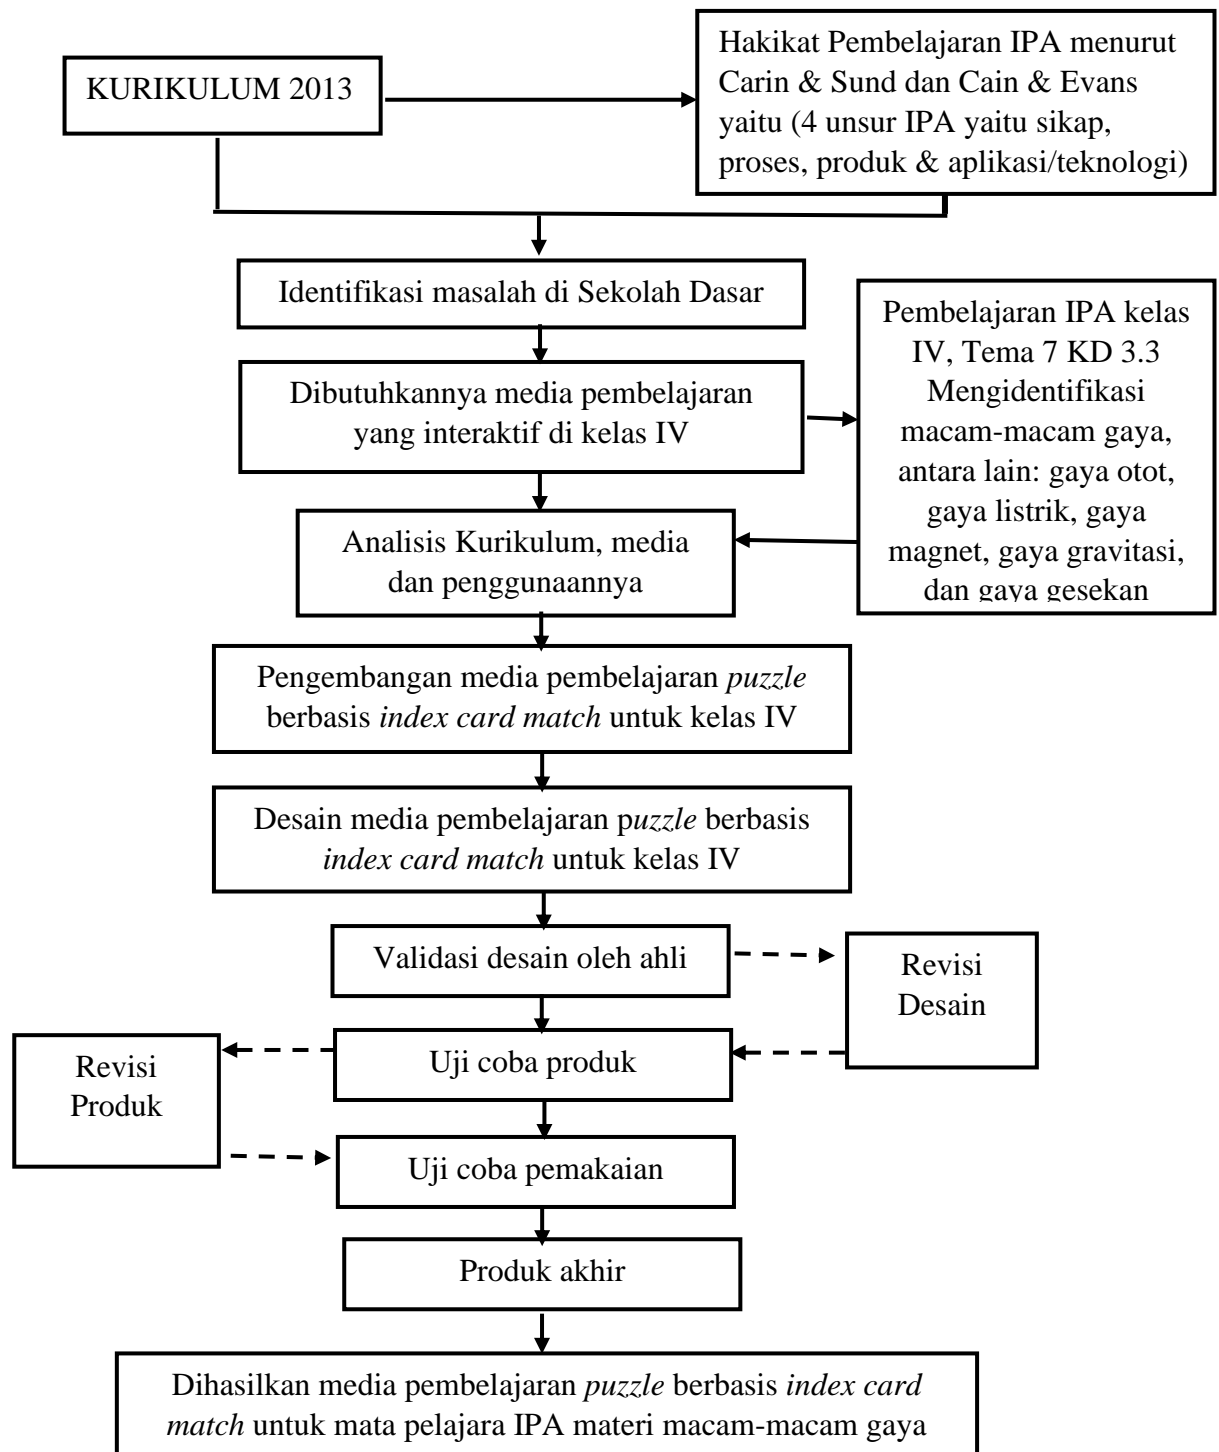 KURIKULUM 2013
Hakikat Pembelajaran IPA menurut
Carin & Sund dan Cain & Evans
yaitu (4 unsur IPA yaitu sikap,
proses, produk & aplikasi/teknologi)
Identifikasi masalah di Sekolah Dasar
Dibutuhkannya media pembelajaran
yang interaktif di kelas IV
Pembelajaran IPA kelas
IV, Tema 7 KD 3.3
Mengidentifikasi
macam-macam gaya,
antara lain: gaya otot,
gaya listrik, gaya
magnet, gaya gravitasi,
dan gaya gesekan
Analisis Kurikulum, media
dan penggunaannya
Pengembangan media pembelajaran puzzle
berbasis index card match untuk kelas IV
Desain media pembelajaran puzzle berbasis
index card match untuk kelas IV
Validasi desain oleh ahli
Revisi
Desain
Uji coba produk
Revisi
Produk
Uji coba pemakaian
Produk akhir
Dihasilkan media pembelajaran puzzle berbasis index card
match untuk mata pelajara IPA materi macam-macam gaya